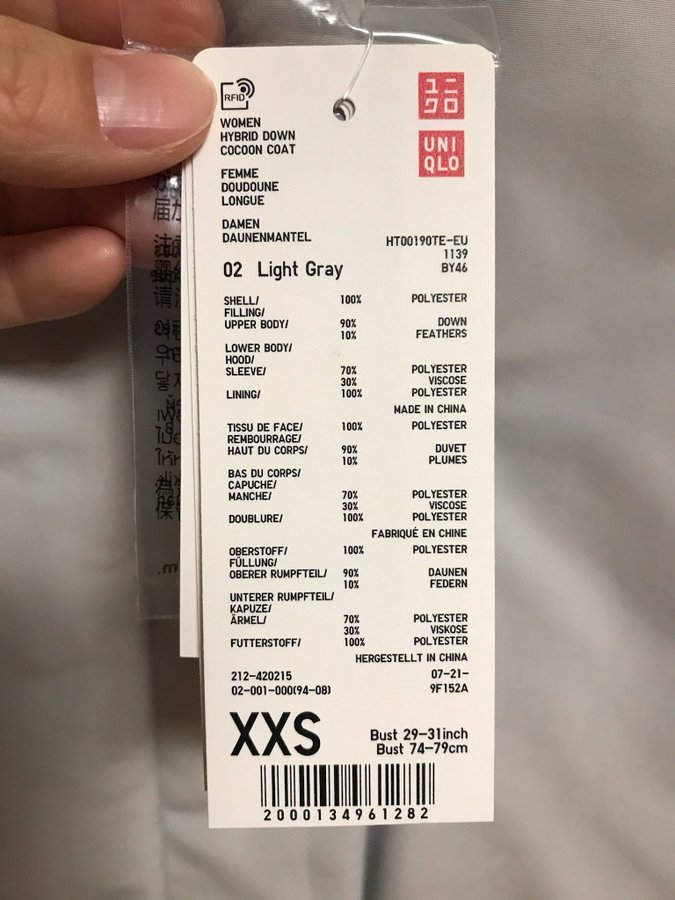 RFID
ユニ
クロ
UNI
QLO
WOMEN
HYBRID DOWN
COCOON COAT
FEMME
DOUDOUNE
LONGUE
DAMEN
DAUNENMANTEL
HT00190TE-EU
1139
BY46
02 Light Gray
SHELL/ 100% POLYESTER
FILLING/
UPPER BODY/ 90% DOWN
10% FEATHERS
LOWER BODY/
HOOD/
SLEEVE/ 70% POLYESTER
30% VISCOSE
LINING/ 100% POLYESTER
MADE IN CHINA
TISSU DE FACE/ 100% POLYESTER
REMBOURRAGE/
HAUT DU CORPS/ 90% DUVET
10% PLUMES
BAS DU CORPS/
CAPUCHE/
MANCHE/ 70% POLYESTER
30% VISCOSE
DOUBLURE/ 100% POLYESTER
FABRIQUÉ EN CHINE
OBERSTOFF/ 100% POLYESTER
FÜLLUNG/
OBERER RUMPFTEIL/ 90% DAUNEN
10% FEDERN
UNTERER RUMPFTEIL/
KAPUZE/
ÄRMEL/ 70% POLYESTER
30% VISKOSE
FUTTERSTOFF/ 100% POLYESTER
HERGESTELLT IN CHINA
212-420215 07-21-
02-001-000(94-08) 9F152A
XXS
Bust 29-31inch
Bust 74-79cm
2000134961282